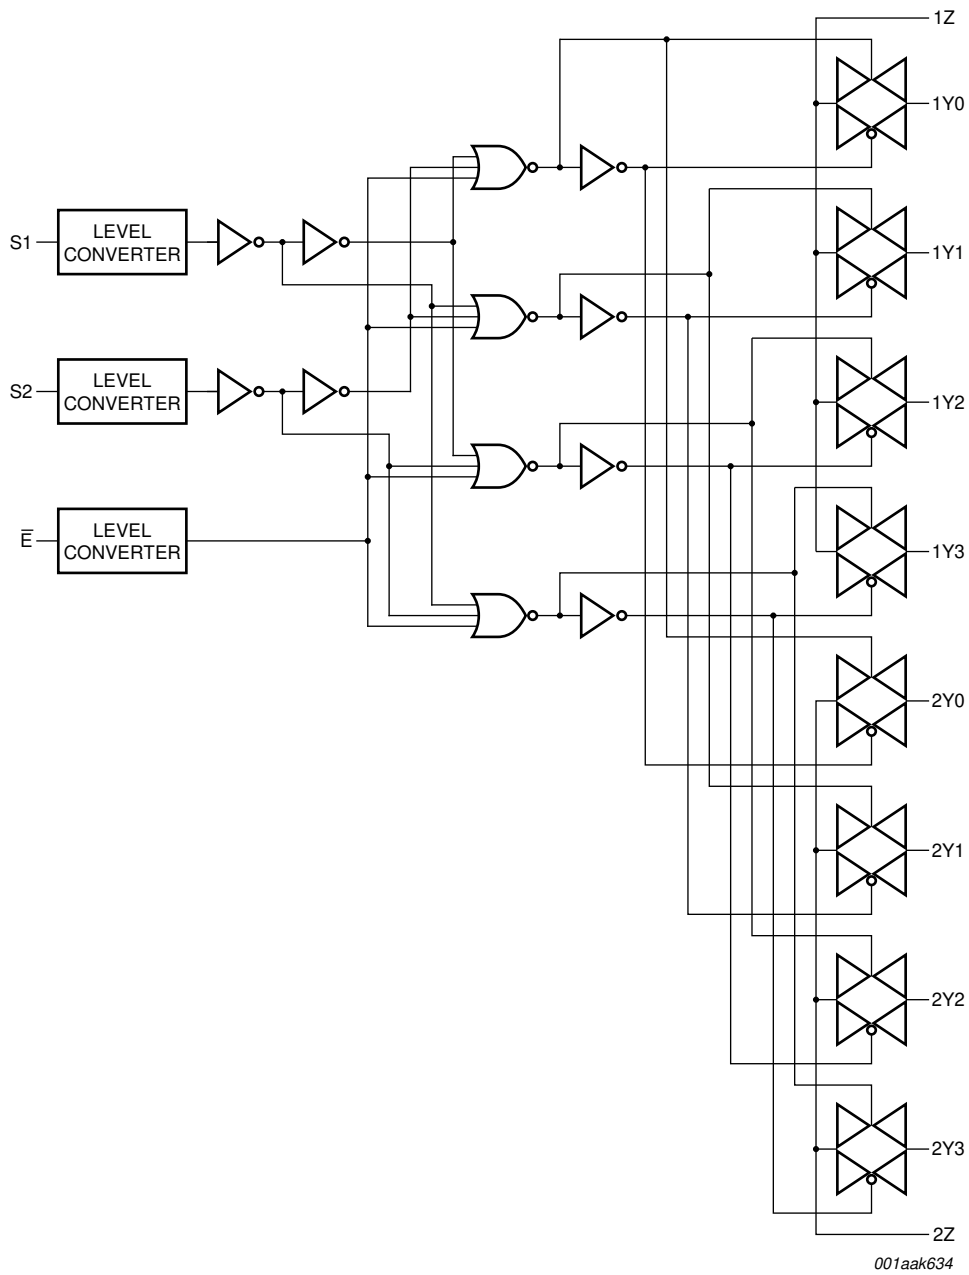 1Z
1Y0
S1
LEVEL
CONVERTER
1Y1
S2
LEVEL
CONVERTER
1Y2
E̅
LEVEL
CONVERTER
1Y3
2Y0
2Y1
2Y2
2Y3
2Z
001aak634